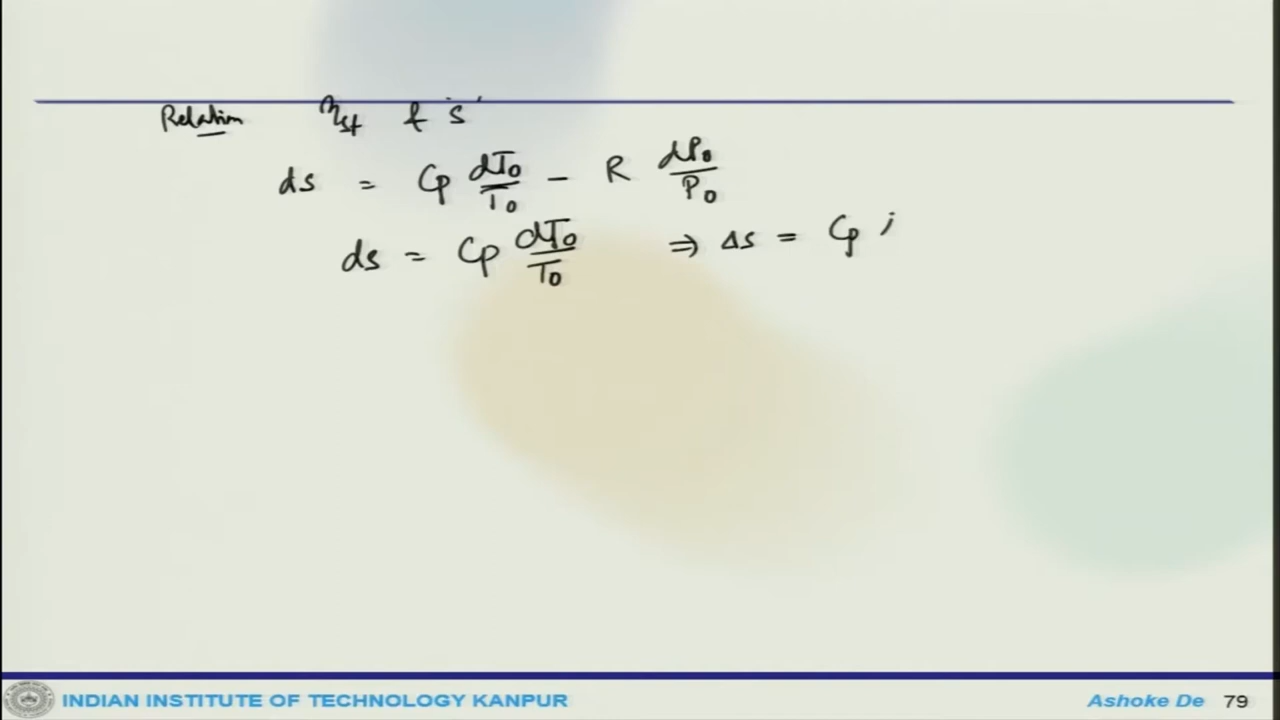 Relation η_st & 's'
ds = Cp dT₀/T₀ - R dP₀/P₀
ds = Cp dT₀/T₀ ⇒ Δs = Cp
INDIAN INSTITUTE OF TECHNOLOGY KANPUR
Ashoke De 79